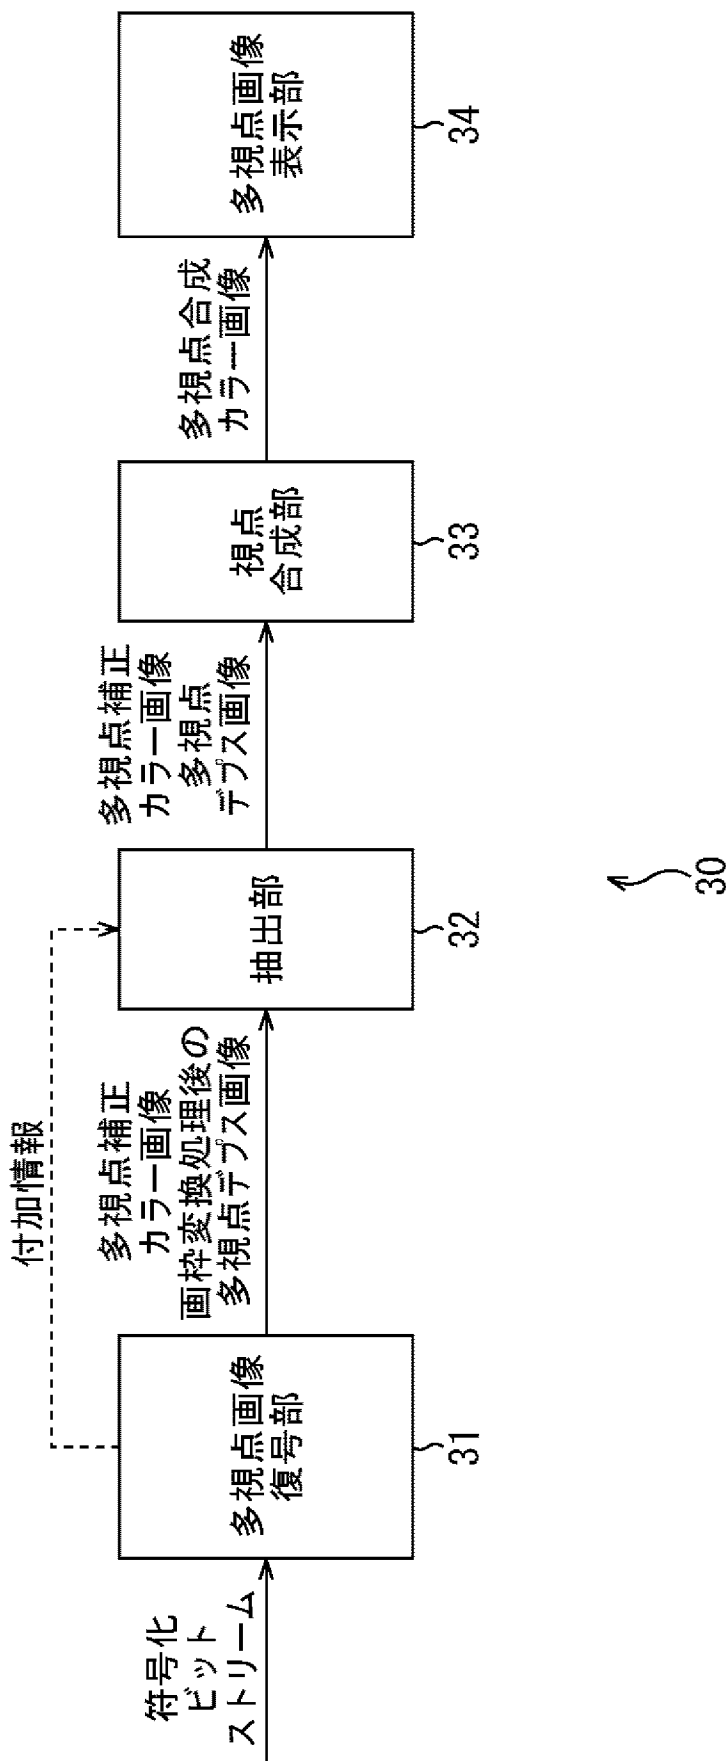 付加情報
符号化
ビット
ストリーム
多視点画像
復号部
31
多視点補正
カラー画像
画枠変換処理後の
多視点デプス画像
抽出部
32
多視点補正
カラー画像
多視点
デプス画像
視点
合成部
33
多視点合成
カラー画像
多視点画像
表示部
34
30